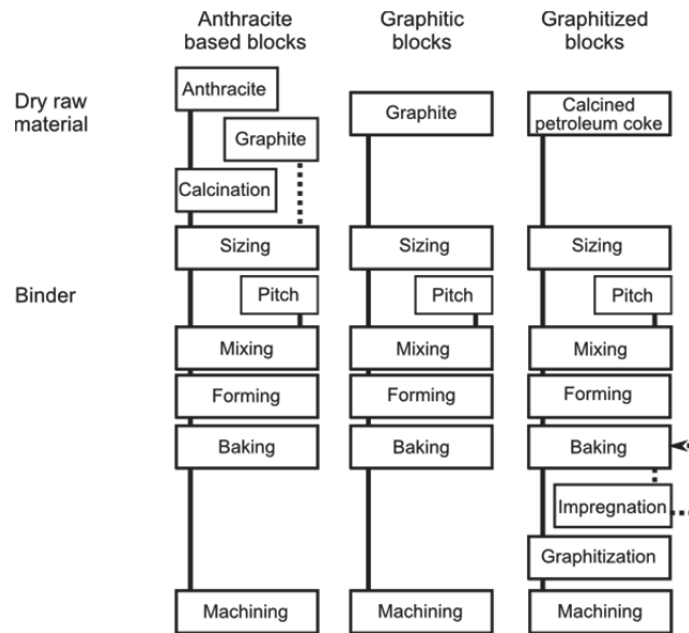 Anthracite
based blocks
Graphitic
blocks
Graphitized
blocks
Dry raw
material
Anthracite
Graphite
Calcination
Graphite
Calcined
petroleum coke
Sizing
Sizing
Sizing
Binder
Pitch
Pitch
Pitch
Mixing
Mixing
Mixing
Forming
Forming
Forming
Baking
Baking
Baking
Impregnation
Graphitization
Machining
Machining
Machining